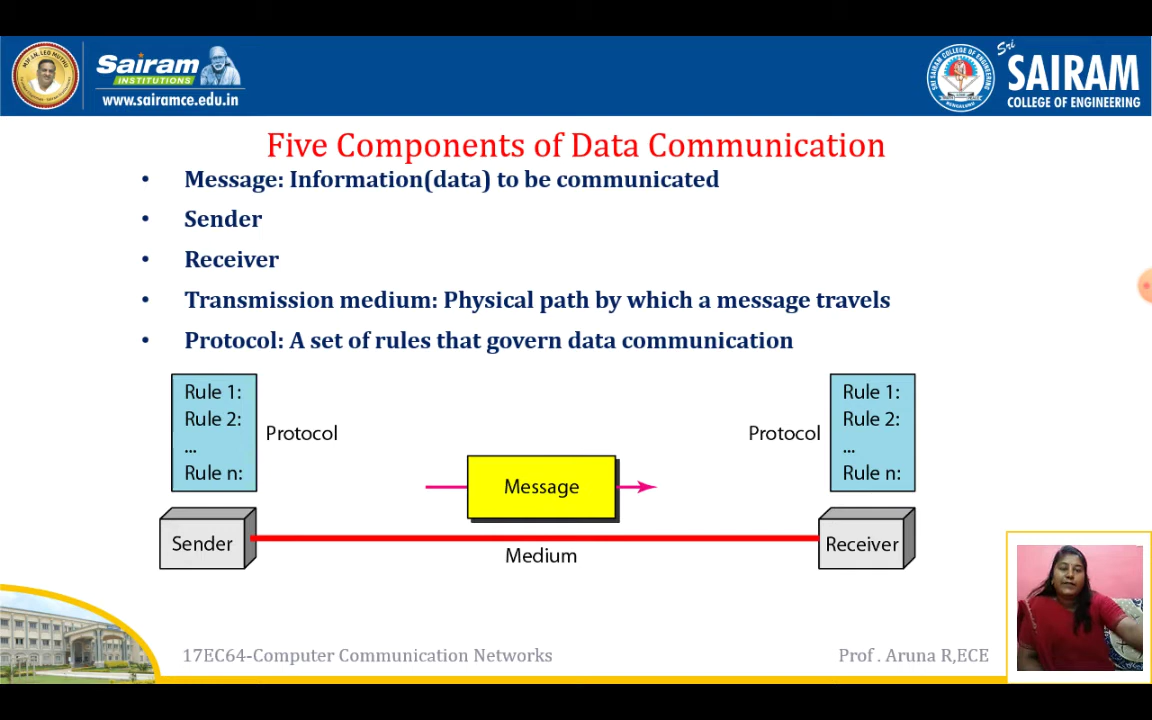 Sairam
INSTITUTIONS
www.sairamce.edu.in
Sri
SAIRAM
COLLEGE OF ENGINEERING
Five Components of Data Communication
• Message: Information(data) to be communicated
• Sender
• Receiver
• Transmission medium: Physical path by which a message travels
• Protocol: A set of rules that govern data communication
Rule 1:
Rule 2:
...
Rule n:
Protocol
Message
Protocol
Rule 1:
Rule 2:
...
Rule n:
Sender
Medium
Receiver
17EC64-Computer Communication Networks
Prof . Aruna R,ECE